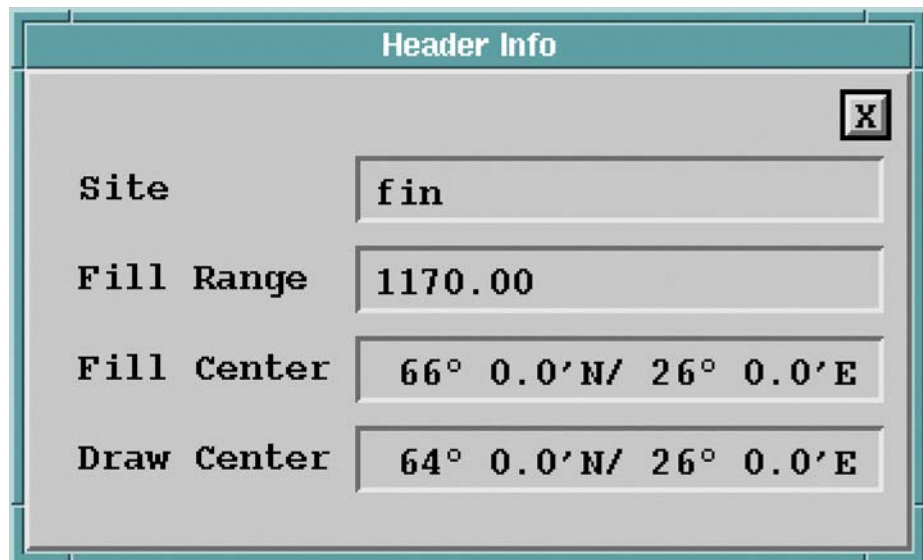 Header Info
X
Site fin
Fill Range 1170.00
Fill Center 66° 0.0'N/ 26° 0.0'E
Draw Center 64° 0.0'N/ 26° 0.0'E